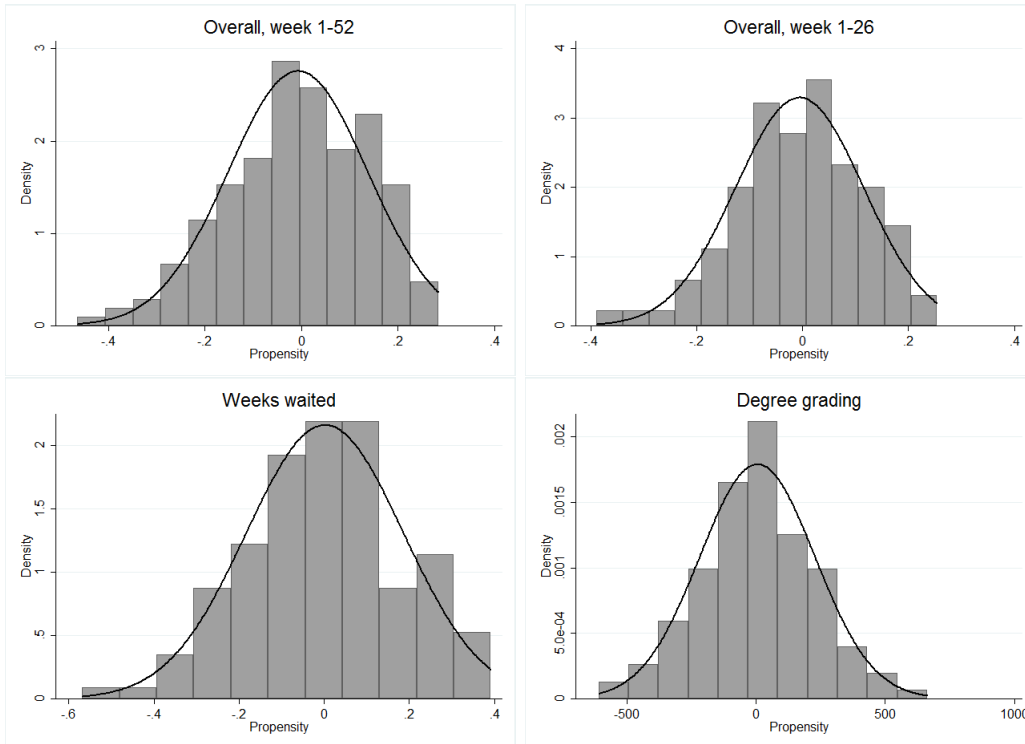 Overall, week 1-52
3
2
1
0
Density
-.4
-.2
0
.2
.4
Propensity
Overall, week 1-26
4
3
2
1
0
Density
-.4
-.2
0
.2
.4
Propensity
Weeks waited
2
1.5
1
.5
0
Density
-.6
-.4
-.2
0
.2
.4
Propensity
Degree grading
.002
.0015
.001
5.0e-04
0
Density
-500
0
500
1000
Propensity